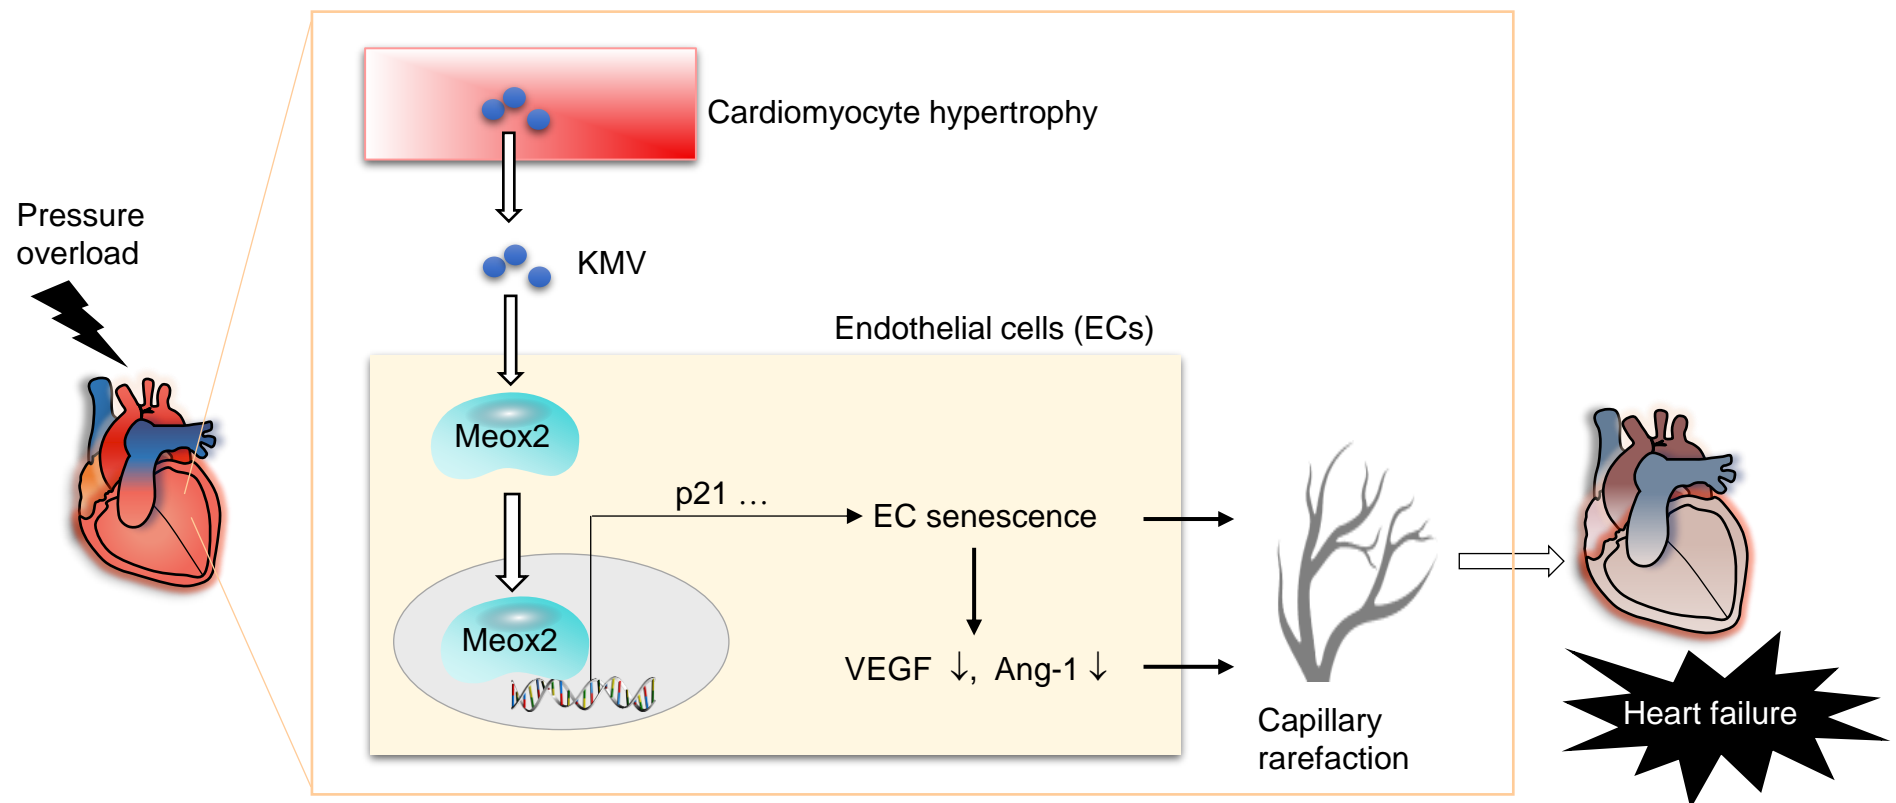 Cardiomyocyte hypertrophy
Pressure
overload
KMV
Endothelial cells (ECs)
Meox2
p21 …
EC senescence
Meox2
VEGF ↓, Ang-1 ↓
Capillary
rarefaction
Heart failure